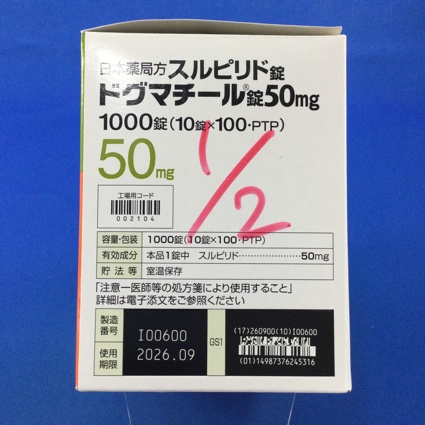 日本薬局方スルピリド錠
ドグマチール®錠50mg
1000錠(10錠×100・PTP)
50mg
1/2
工場用コード
002104
容量・包装 1000錠(10錠×100・PTP)
有効成分 本品1錠中 スルピリド…………………50mg
貯法等 室温保存
「注意ー医師等の処方箋により使用すること」
詳細は電子添文をご参照ください
製造番号 I00600
使用期限 2026.09
GS1
(17)260900(10)I00600
(01)14987376245316